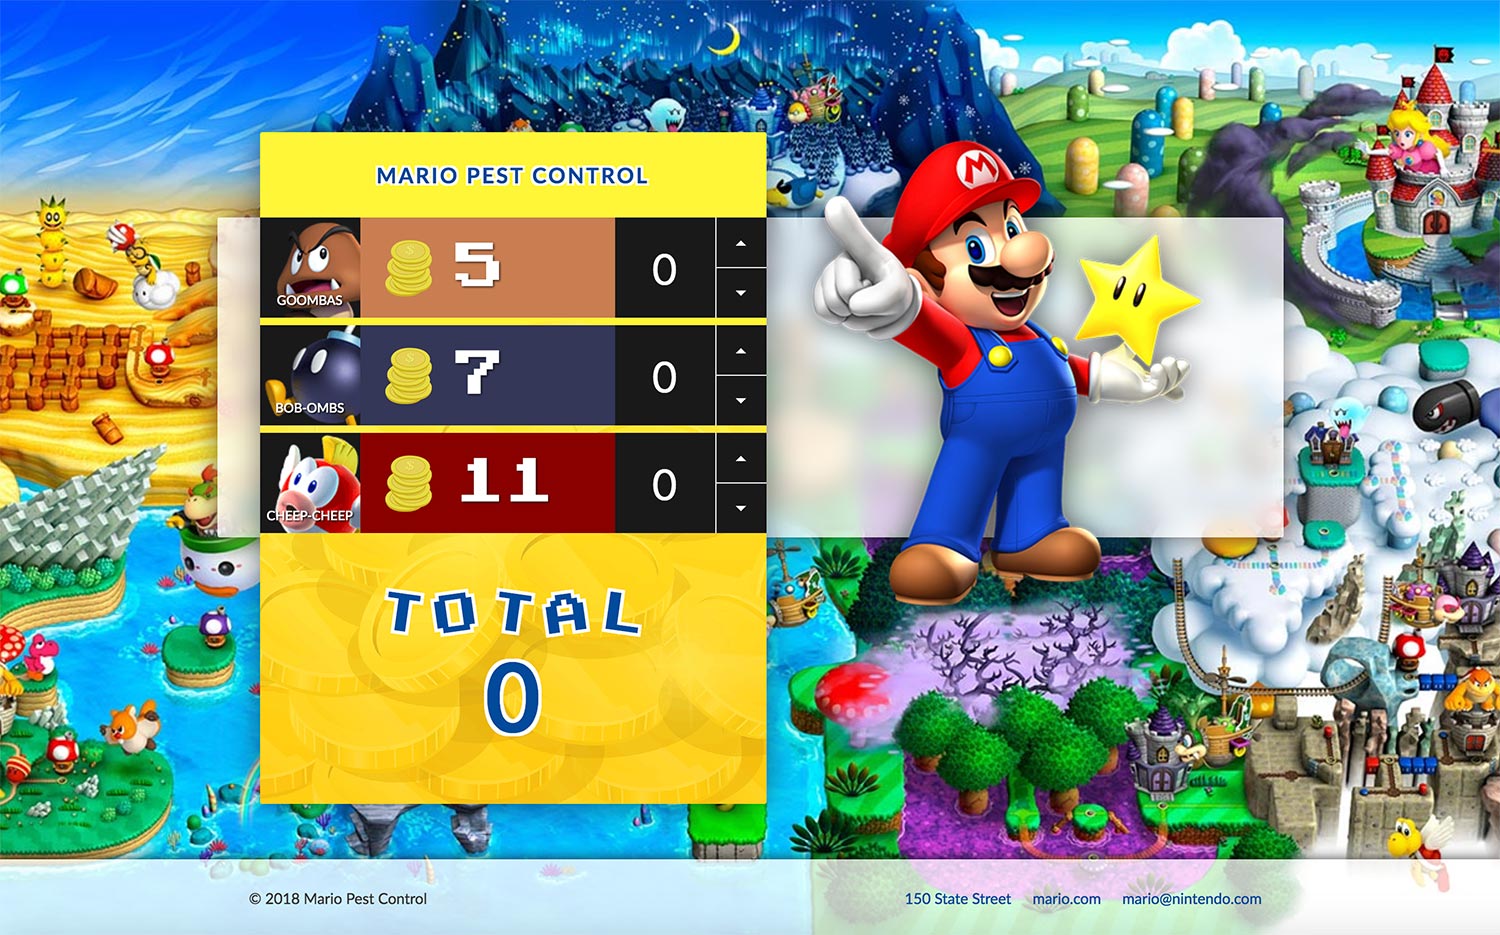 MARIO PEST CONTROL
M
GOOMBAS
5
0
BOB-OMBS
7
0
CHEEP-CHEEP
11
0
TOTAL
0
© 2018 Mario Pest Control
150 State Street mario.com mario@nintendo.com